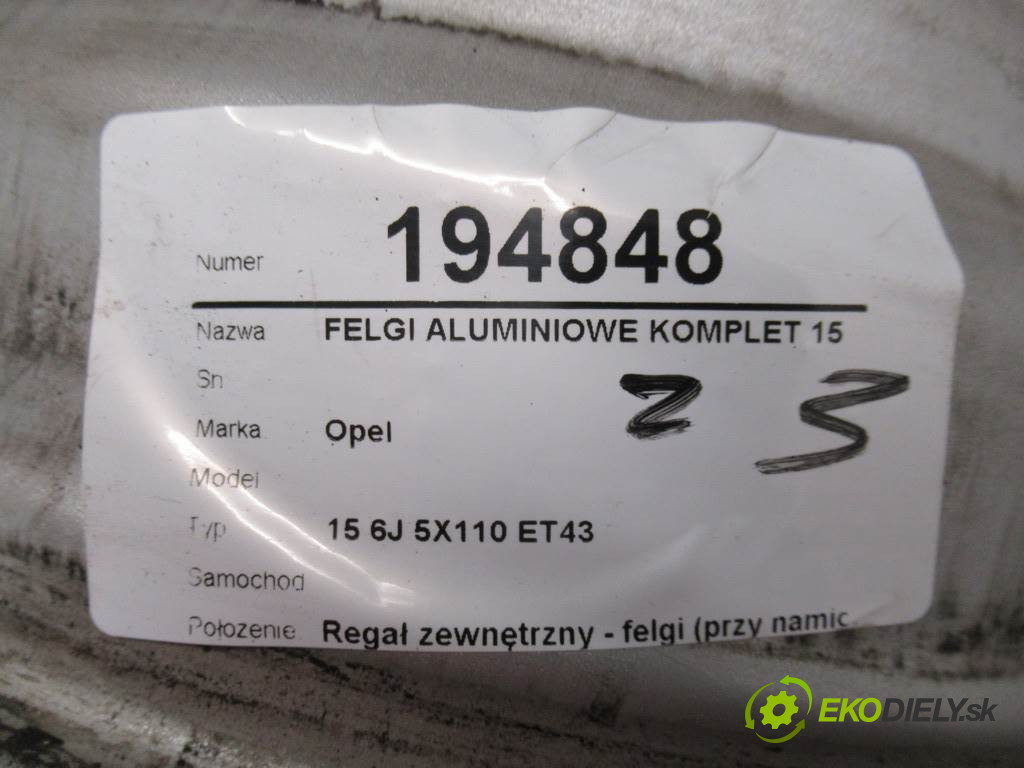 Numer 194848
Nazwa FELGI ALUMINIOWE KOMPLET 15
Sn
Marka Opel
Model
Typ 15 6J 5X110 ET43
Samochod
Położenie Regał zewnętrzny - felgi (przy namic
EKODIELY.sk